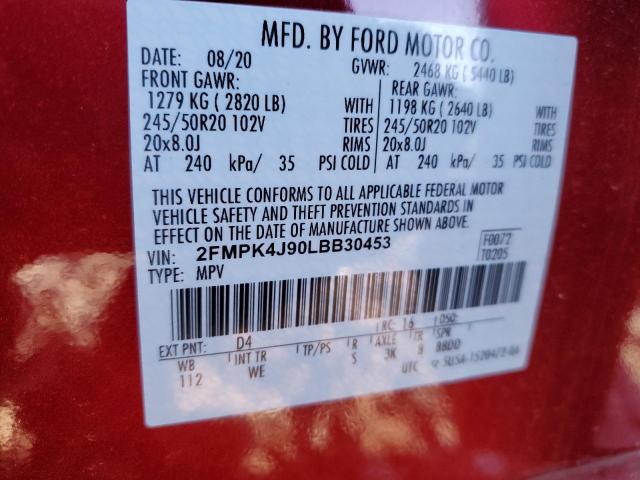 MFD. BY FORD MOTOR CO.
DATE: 08/20 GVWR: 2468 KG ( 5440 LB)
FRONT GAWR: REAR GAWR:
1279 KG ( 2820 LB) WITH 1198 KG ( 2640 LB) WITH
245/50R20 102V TIRES 245/50R20 102V TIRES
20x8.0J RIMS 20x8.0J RIMS
AT 240 kPa/ 35 PSI COLD AT 240 kPa/ 35 PSI COLD
THIS VEHICLE CONFORMS TO ALL APPLICABLE FEDERAL MOTOR
VEHICLE SAFETY AND THEFT PREVENTION STANDARDS IN
EFFECT ON THE DATE OF MANUFACTURE SHOWN ABOVE.
VIN: 2FMPK4J90LBB30453 F0072
TYPE: MPV T0205
EXT PNT: D4 RC: 16 DSO:
WB INT TR TP/PS R AXLE TR SPR
112 WE S 3K 8 8800
UTC